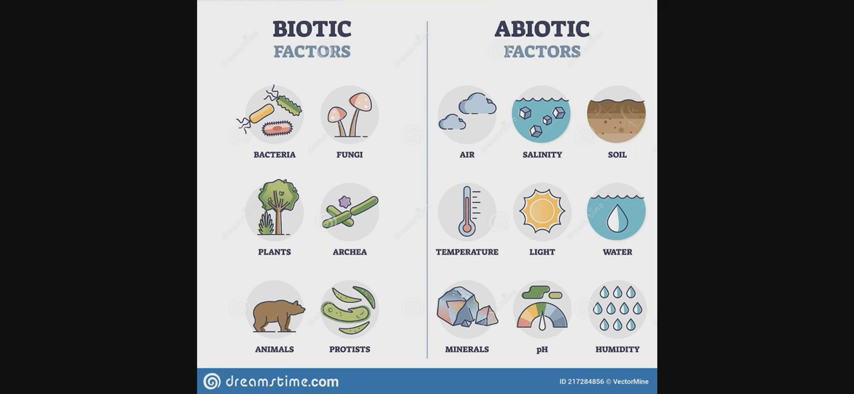 BIOTIC
FACTORS
ABIOTIC
FACTORS
BACTERIA
FUNGI
AIR
SALINITY
SOIL
PLANTS
ARCHEA
TEMPERATURE
LIGHT
WATER
ANIMALS
PROTISTS
MINERALS
pH
HUMIDITY
dreamstime.com
ID 217284856 © VectorMine